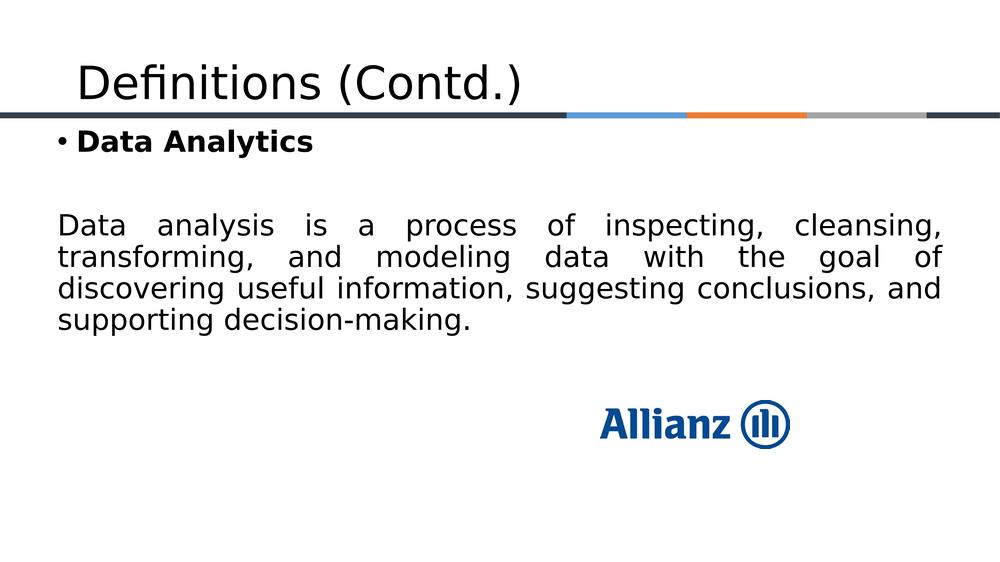 Definitions (Contd.)
• Data Analytics
Data analysis is a process of inspecting, cleansing,
transforming, and modeling data with the goal of
discovering useful information, suggesting conclusions, and
supporting decision-making.
Allianz